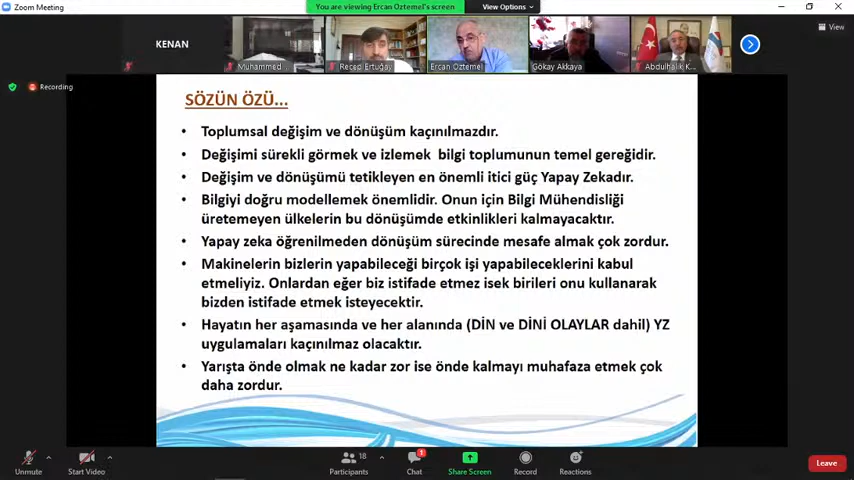 Zoom Meeting
You are viewing Ercan Oztemel's screen
View Options
View
KENAN
Muhammed...
Recep Ertuğay
Ercan Oztemel
Gökay Akkaya
Abdulhalik K...
Recording
SÖZÜN ÖZÜ...
• Toplumsal değişim ve dönüşüm kaçınılmazdır.
• Değişimi sürekli görmek ve izlemek bilgi toplumunun temel gereğidir.
• Değişim ve dönüşümü tetikleyen en önemli itici güç Yapay Zekadır.
• Bilgiyi doğru modellemek önemlidir. Onun için Bilgi Mühendisliği
üretemeyen ülkelerin bu dönüşümde etkinlikleri kalmayacaktır.
• Yapay zeka öğrenilmeden dönüşüm sürecinde mesafe almak çok zordur.
• Makinelerin bizlerin yapabileceği birçok işi yapabileceklerini kabul
etmeliyiz. Onlardan eğer biz istifade etmez isek birileri onu kullanarak
bizden istifade etmek isteyecektir.
• Hayatın her aşamasında ve her alanında (DİN ve DİNİ OLAYLAR dahil) YZ
uygulamaları kaçınılmaz olacaktır.
• Yarışta önde olmak ne kadar zor ise önde kalmayı muhafaza etmek çok
daha zordur.
Unmute
Start Video
Participants
18
Chat
1
Share Screen
Record
Reactions
Leave